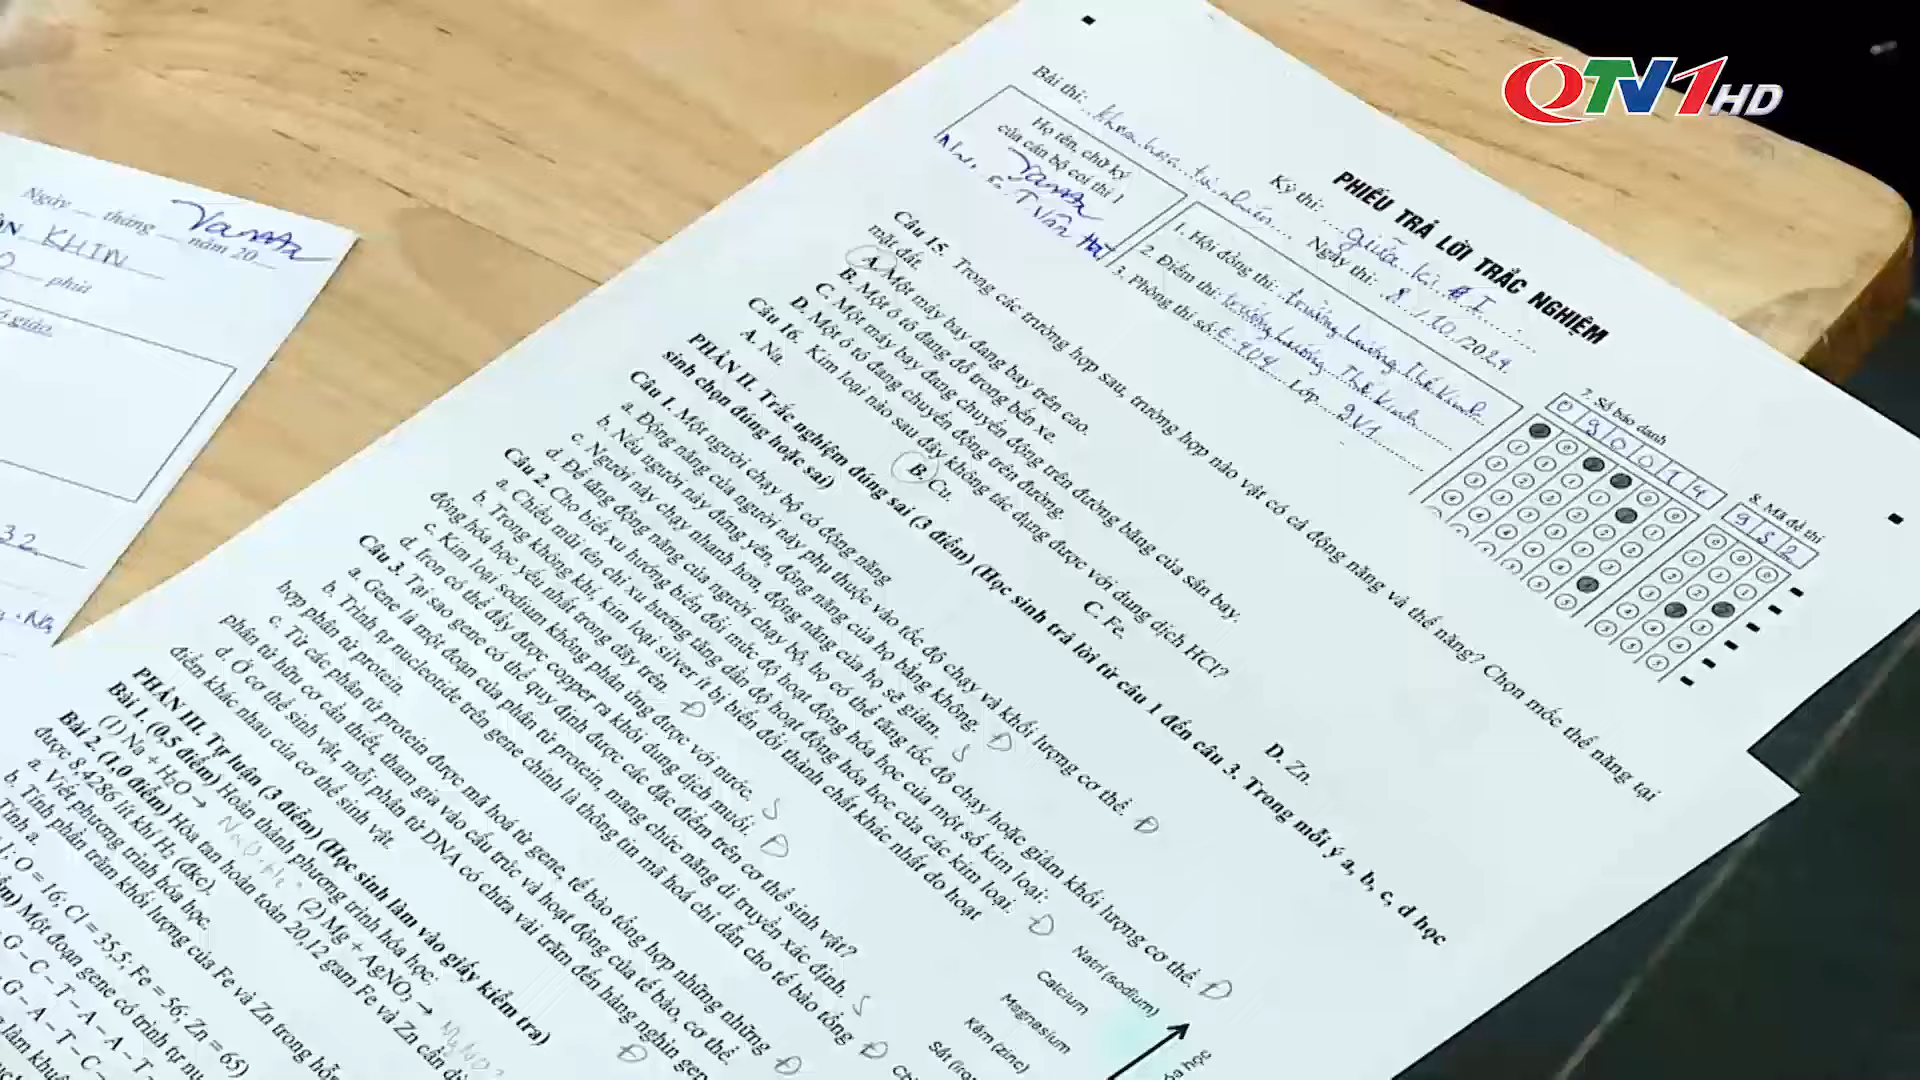 QTV1 HD
Ngày tháng năm 20
KHTN
phút
32
PHIẾU TRẢ LỜI TRẮC NGHIỆM
Bài thi: khoa học tự nhiên
Kỳ thi: giữa kì I
Ngày thi: 8/10/2024
Họ tên, chữ ký
của cán bộ coi thi 1
T. Vân Hà
1. Hội đồng thi: trường Lương Thế Vinh
2. Điểm thi: trường Lương Thế Vinh
3. Phòng thi số: E.404 Lớp 9V1
7. Số báo danh
8. Mã đề thi
Câu 15. Trong các trường hợp sau, trường hợp nào vật có cả động năng và thế năng? Chọn mốc thế năng tại
mặt đất.
A. Một máy bay đang bay trên cao.
B. Một ô tô đang đỗ trong bến xe.
C. Một máy bay đang chuyển động trên đường băng của sân bay.
D. Một ô tô đang chuyển động trên đường.
Câu 16. Kim loại nào sau đây không tác dụng được với dung dịch HCl?
A. Na. B. Cu. C. Fe. D. Zn.
PHẦN II. Trắc nghiệm đúng sai (3 điểm) (Học sinh trả lời từ câu 1 đến câu 3. Trong mỗi ý a, b, c, d học
sinh chọn đúng hoặc sai)
Câu 1. Một người chạy bộ có động năng
a. Động năng của người này phụ thuộc vào tốc độ chạy và khối lượng cơ thể. Đ
b. Nếu người này đứng yên, động năng của họ bằng không. Đ
c. Người này chạy nhanh hơn, động năng của họ sẽ giảm. S
d. Để tăng động năng của người chạy bộ, họ có thể tăng tốc độ chạy hoặc giảm khối lượng cơ thể. Đ
Câu 2. Cho biết xu hướng biến đổi mức độ hoạt động hóa học của một số kim loại:
a. Chiều mũi tên chỉ xu hướng tăng dần độ hoạt động hóa học của các kim loại. Đ
b. Trong không khí, kim loại silver ít bị biến đổi thành chất khác nhất do hoạt
động hóa học yếu nhất trong dãy trên. Đ
c. Kim loại sodium không phản ứng được với nước. S
d. Iron có thể đẩy được copper ra khỏi dung dịch muối. Đ
Natri (sodium)
Calcium
Magnesium
Kẽm (zinc)
Câu 3. Tại sao gene có thể quy định được các đặc điểm trên cơ thể sinh vật?
a. Gene là một đoạn của phân tử protein, mang chức năng di truyền xác định. S
b. Trình tự nucleotide trên gene chính là thông tin mã hoá chỉ dẫn cho tế bào tổng
hợp phân tử protein. Đ
c. Từ các phân tử protein được mã hoá từ gene, tế bào tổng hợp những
phân tử hữu cơ cần thiết, tham gia vào cấu trúc và hoạt động của tế bào, cơ thể. Đ
d. Ở cơ thể sinh vật, mỗi phân tử DNA có chứa vài trăm đến hàng nghìn gen
điểm khác nhau của cơ thể sinh vật. Đ
PHẦN III. Tự luận (3 điểm) (Học sinh làm vào giấy kiểm tra)
Bài 1. (0,5 điểm) Hoàn thành phương trình hóa học:
(1) Na + H₂O → (2) Mg + AgNO₃ →
Bài 2. (1,0 điểm) Hòa tan hoàn toàn 20,12 gam Fe và Zn cần
được 8,4286 lít khí H₂ (đkc).
a. Viết phương trình hóa học.
b. Tính phần trăm khối lượng của Fe và Zn trong hỗn
O = 16; Cl = 35,5; Fe = 56; Zn = 65)
Một đoạn gene có trình tự nu
G – C – T – A – A – T
G – A – T – C –